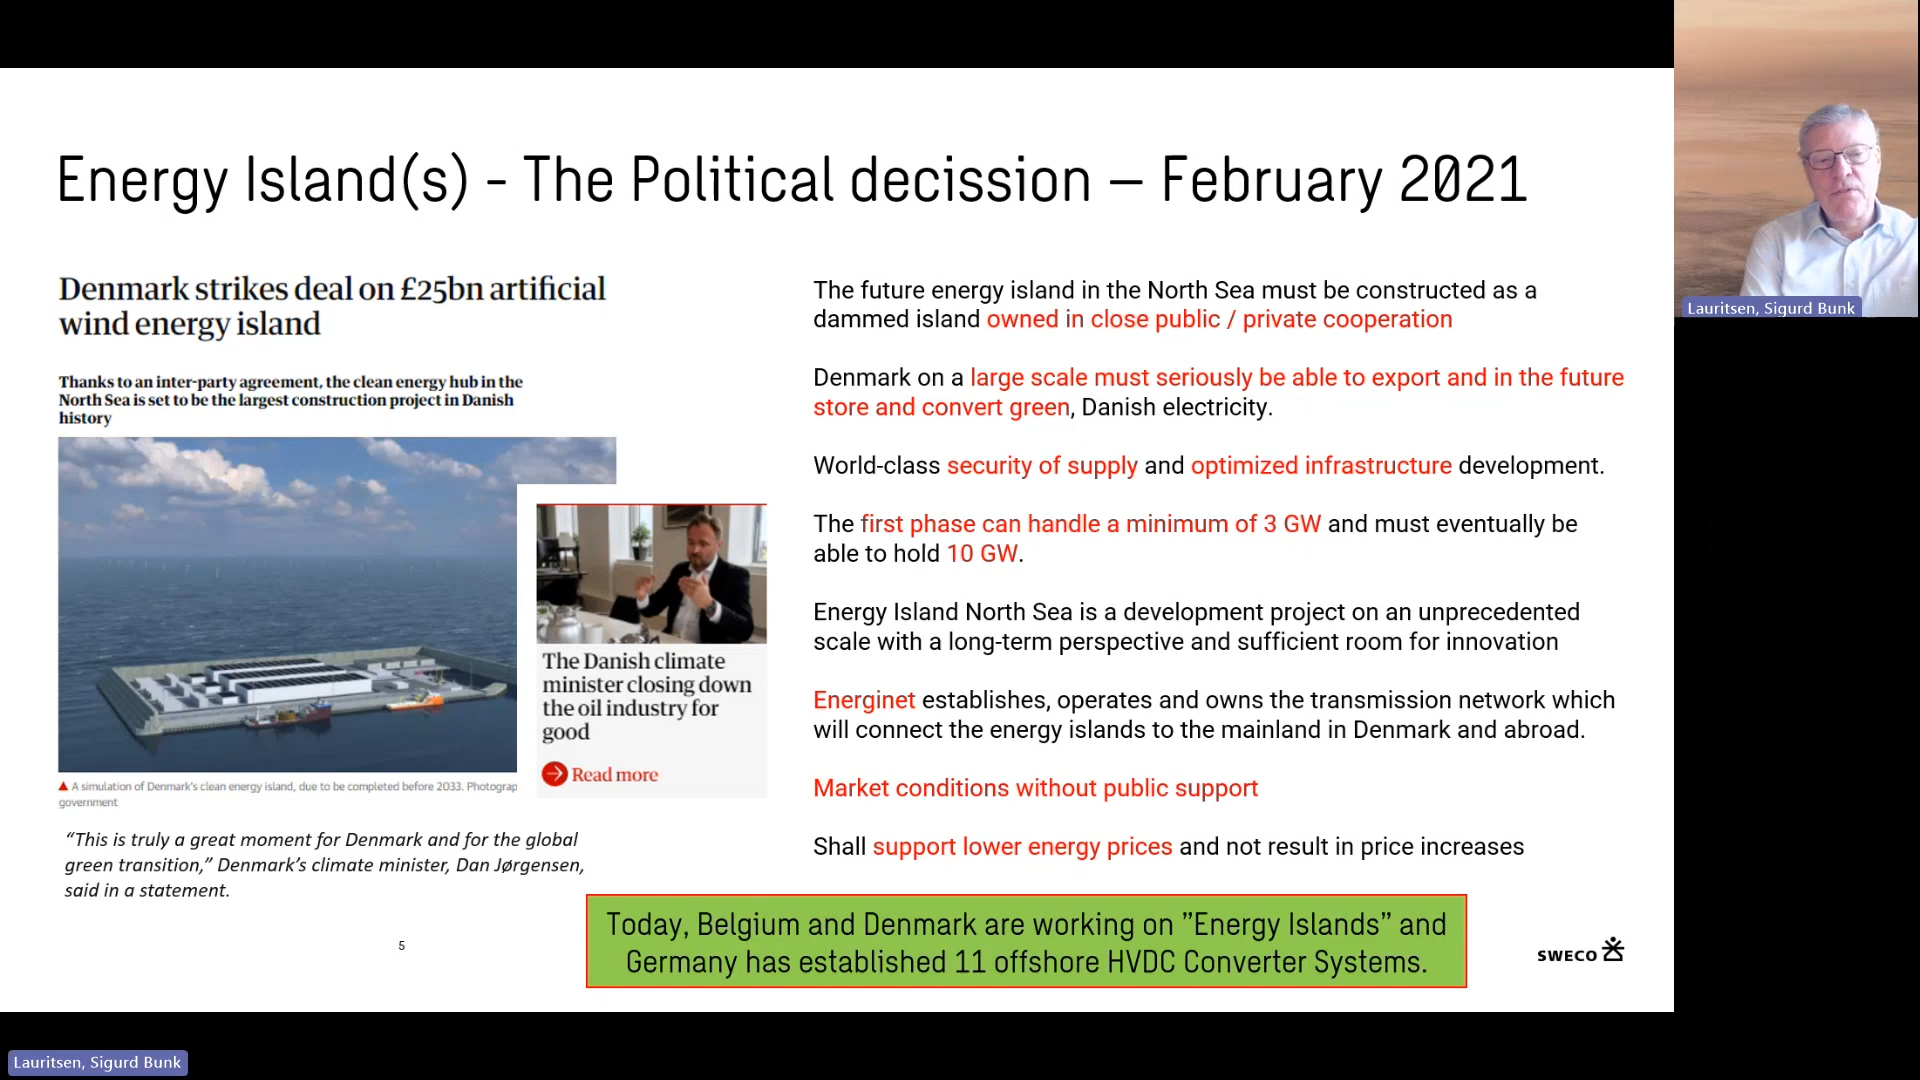 Energy Island(s) - The Political decission – February 2021
Denmark strikes deal on £25bn artificial
wind energy island
Thanks to an inter-party agreement, the clean energy hub in the
North Sea is set to be the largest construction project in Danish
history
The Danish climate
minister closing down
the oil industry for
good
Read more
▲ A simulation of Denmark's clean energy island, due to be completed before 2033. Photograp
government
“This is truly a great moment for Denmark and for the global
green transition,” Denmark’s climate minister, Dan Jørgensen,
said in a statement.
The future energy island in the North Sea must be constructed as a
dammed island owned in close public / private cooperation
Denmark on a large scale must seriously be able to export and in the future
store and convert green, Danish electricity.
World-class security of supply and optimized infrastructure development.
The first phase can handle a minimum of 3 GW and must eventually be
able to hold 10 GW.
Energy Island North Sea is a development project on an unprecedented
scale with a long-term perspective and sufficient room for innovation
Energinet establishes, operates and owns the transmission network which
will connect the energy islands to the mainland in Denmark and abroad.
Market conditions without public support
Shall support lower energy prices and not result in price increases
Today, Belgium and Denmark are working on ”Energy Islands” and
Germany has established 11 offshore HVDC Converter Systems.
5
SWECO
Lauritsen, Sigurd Bunk
Lauritsen, Sigurd Bunk